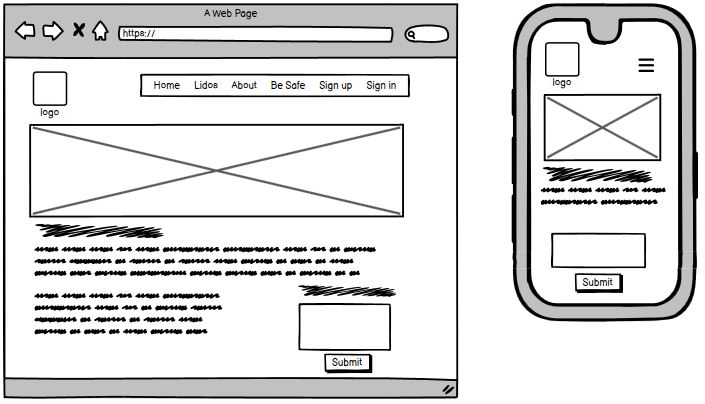 A Web Page
https://
Home Lidos About Be Safe Sign up Sign in
logo
Submit
logo
Submit